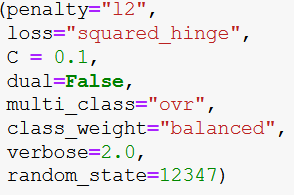 (penalty="l2",
loss="squared_hinge",
C = 0.1,
dual=False,
multi_class="ovr",
class_weight="balanced",
verbose=2.0,
random_state=12347)